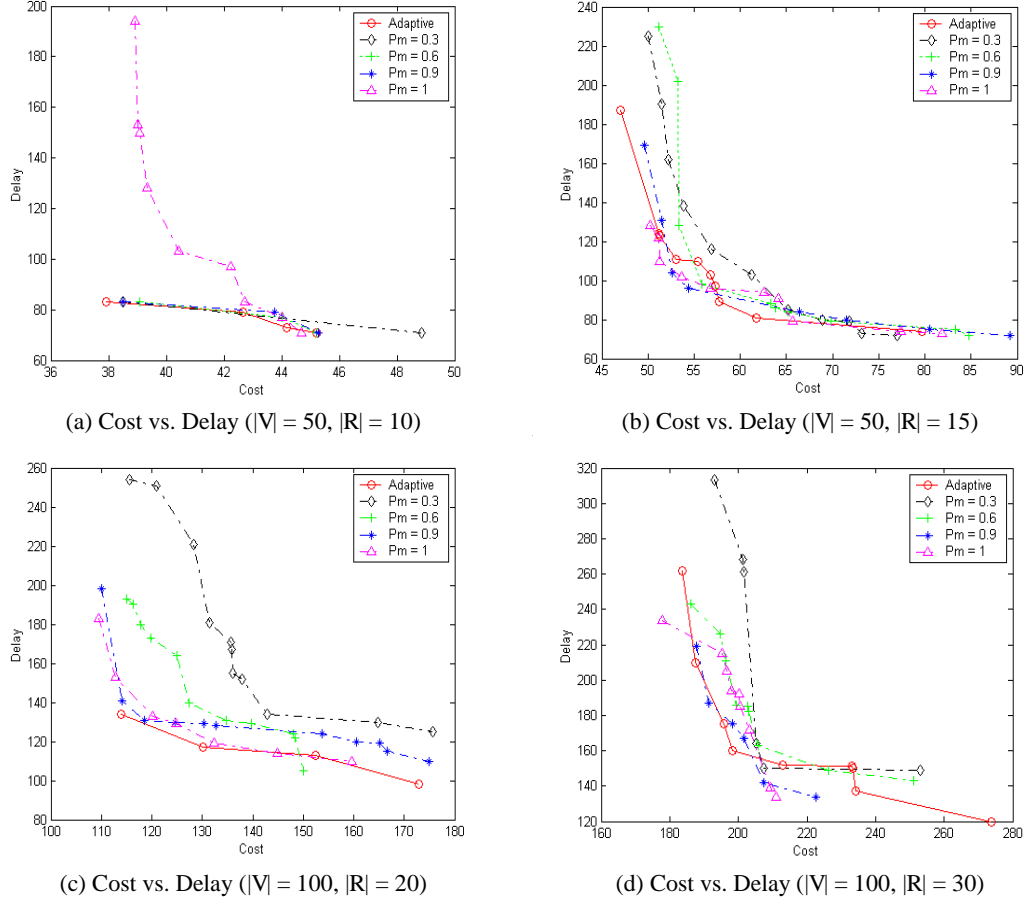 200
180
160
140
120
100
80
60
Delay
36 38 40 42 44 46 48 50
Cost
Adaptive
Pm = 0.3
Pm = 0.6
Pm = 0.9
Pm = 1
(a) Cost vs. Delay (|V| = 50, |R| = 10)
240
220
200
180
160
140
120
100
80
60
Delay
45 50 55 60 65 70 75 80 85 90
Cost
Adaptive
Pm = 0.3
Pm = 0.6
Pm = 0.9
Pm = 1
(b) Cost vs. Delay (|V| = 50, |R| = 15)
260
240
220
200
180
160
140
120
100
80
Delay
100 110 120 130 140 150 160 170 180
Cost
Adaptive
Pm = 0.3
Pm = 0.6
Pm = 0.9
Pm = 1
(c) Cost vs. Delay (|V| = 100, |R| = 20)
320
300
280
260
240
220
200
180
160
140
120
Delay
160 180 200 220 240 260 280
Cost
Adaptive
Pm = 0.3
Pm = 0.6
Pm = 0.9
Pm = 1
(d) Cost vs. Delay (|V| = 100, |R| = 30)